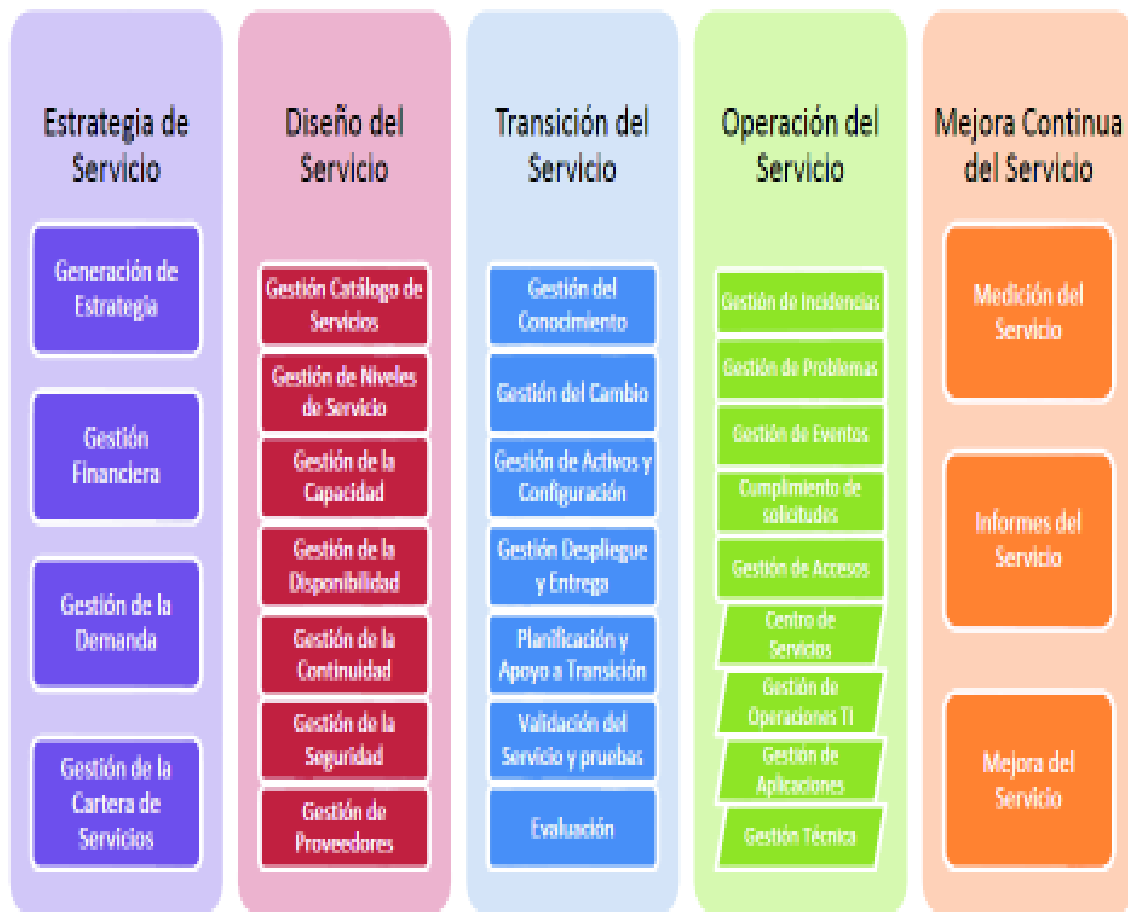 Estrategia de
Servicio
Generación de
Estrategia
Gestión
Financiera
Gestión de la
Demanda
Gestión de la
Cartera de
Servicios
Diseño del
Servicio
Gestión Catálogo de
Servicios
Gestión de Niveles
de Servicio
Gestión de la
Capacidad
Gestión de la
Disponibilidad
Gestión de la
Continuidad
Gestión de la
Seguridad
Gestión de
Proveedores
Transición del
Servicio
Gestión del
Conocimiento
Gestión del Cambio
Gestión de Activos y
Configuración
Gestión Despliegue
y Entrega
Planificación y
Apoyo a Transición
Validación del
Servicio y pruebas
Evaluación
Operación del
Servicio
Gestión de Incidencias
Gestión de Problemas
Gestión de Eventos
Cumplimiento de
solicitudes
Gestión de Accesos
Centro de
Servicios
Gestión de
Operaciones TI
Gestión de
Aplicaciones
Gestión Técnica
Mejora Continua
del Servicio
Medición del
Servicio
Informes del
Servicio
Mejora del
Servicio